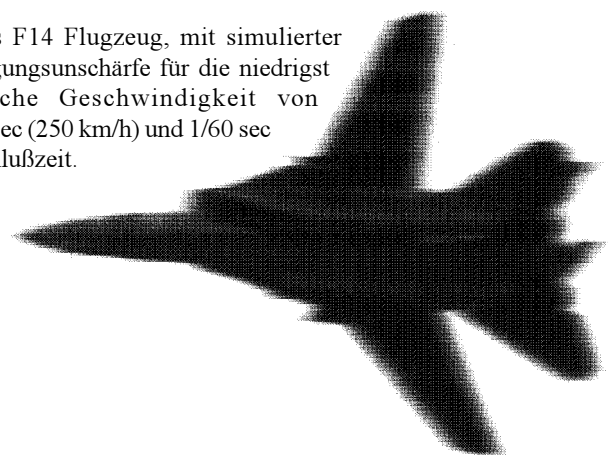 s F14 Flugzeug, mit simulierter
gungsunschärfe für die niedrigst
che Geschwindigkeit von
ec (250 km/h) und 1/60 sec
lußzeit.